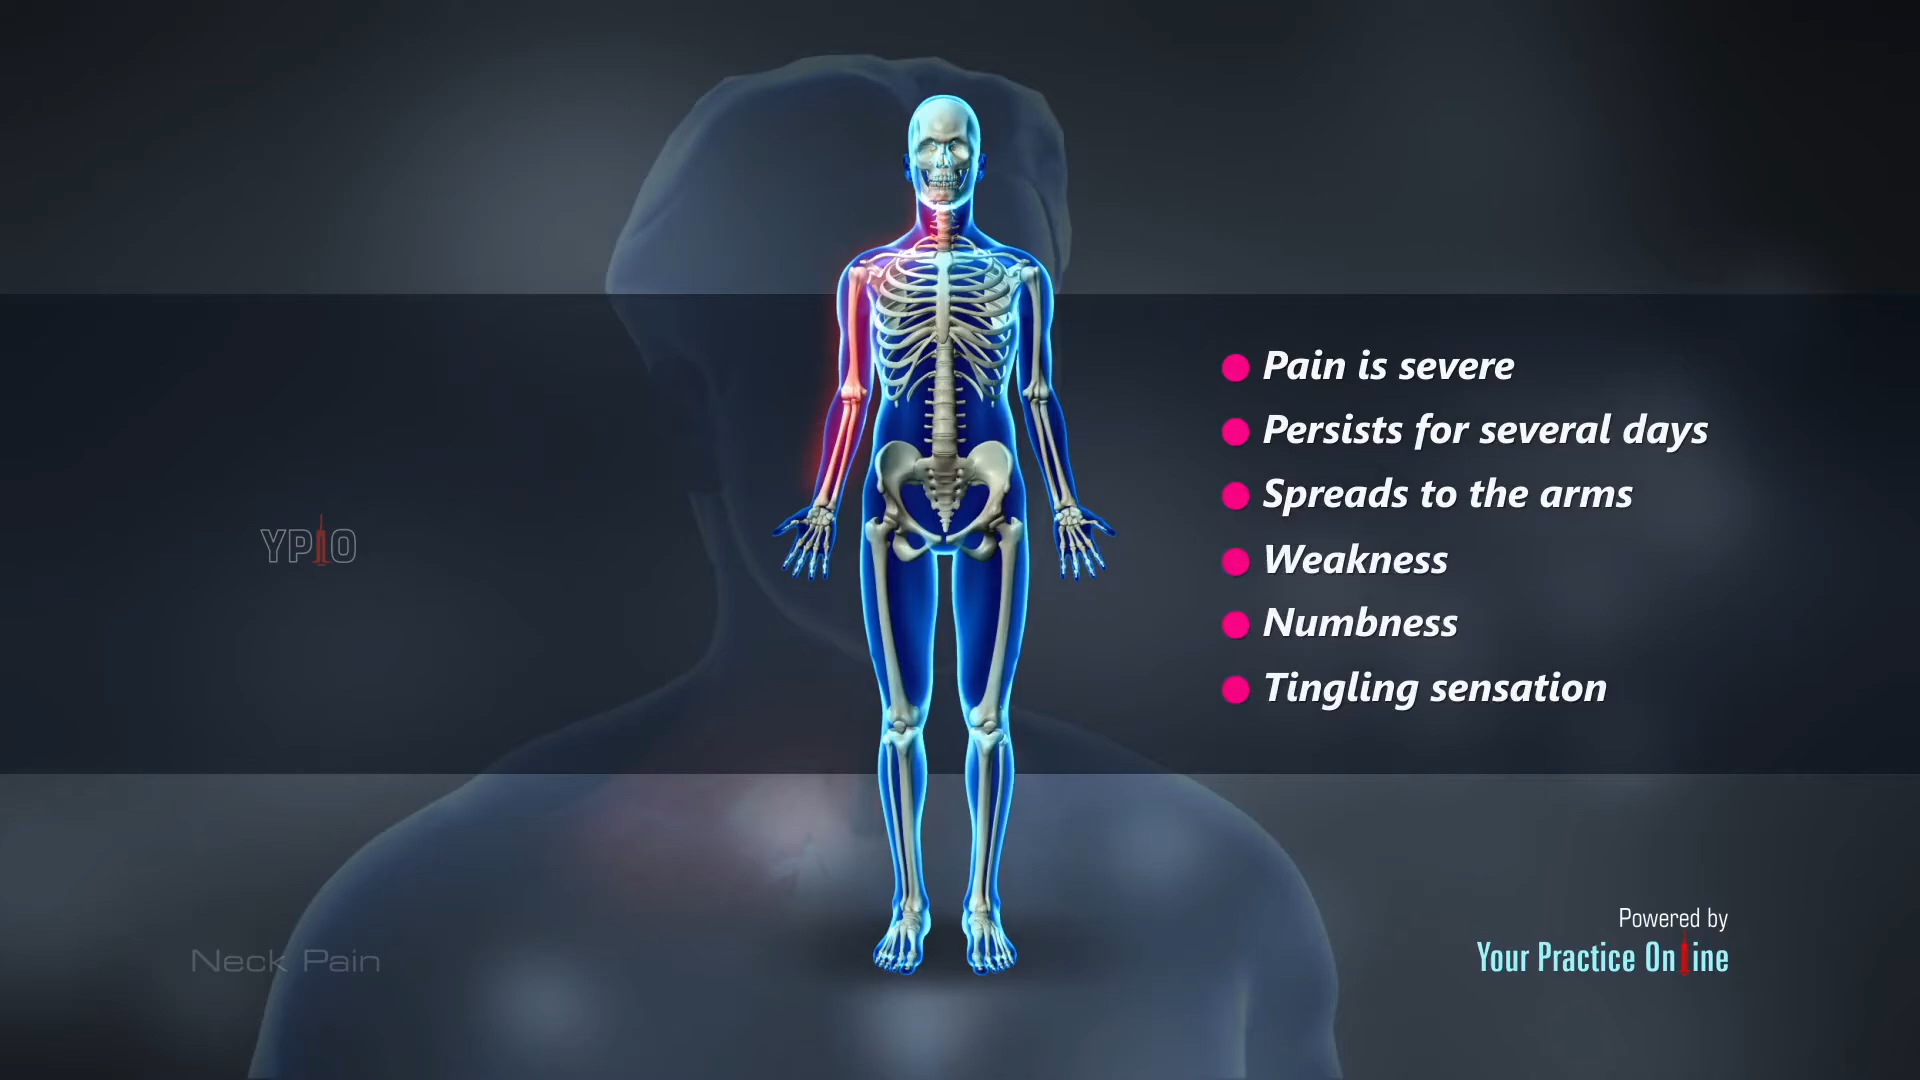 Pain is severe
Persists for several days
Spreads to the arms
Weakness
Numbness
Tingling sensation
YPIO
Neck Pain
Powered by
Your Practice Online